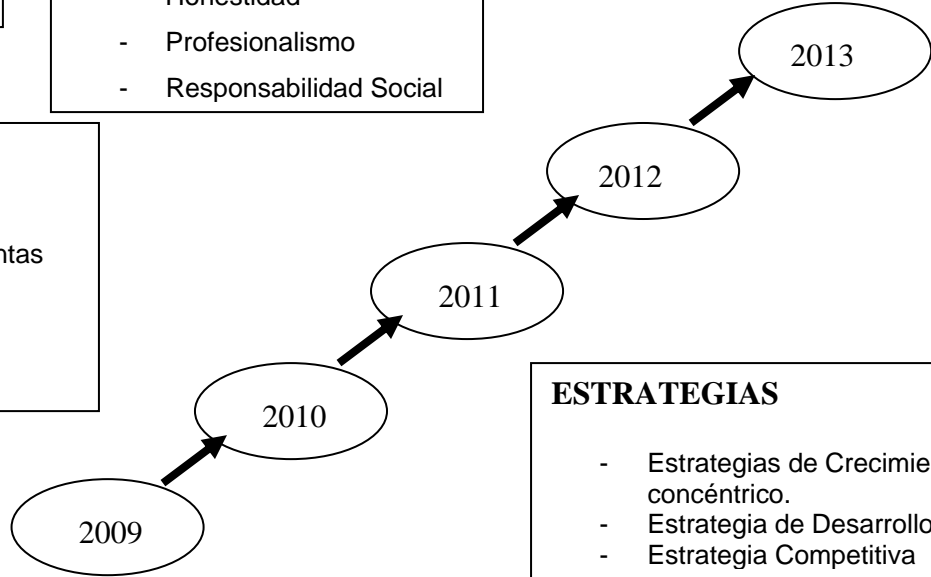 Honestidad
- Profesionalismo
- Responsabilidad Social
2013
2012
ntas
2011
2010
2009
ESTRATEGIAS
- Estrategias de Crecimie
concéntrico.
- Estrategia de Desarrollo
- Estrategia Competitiva